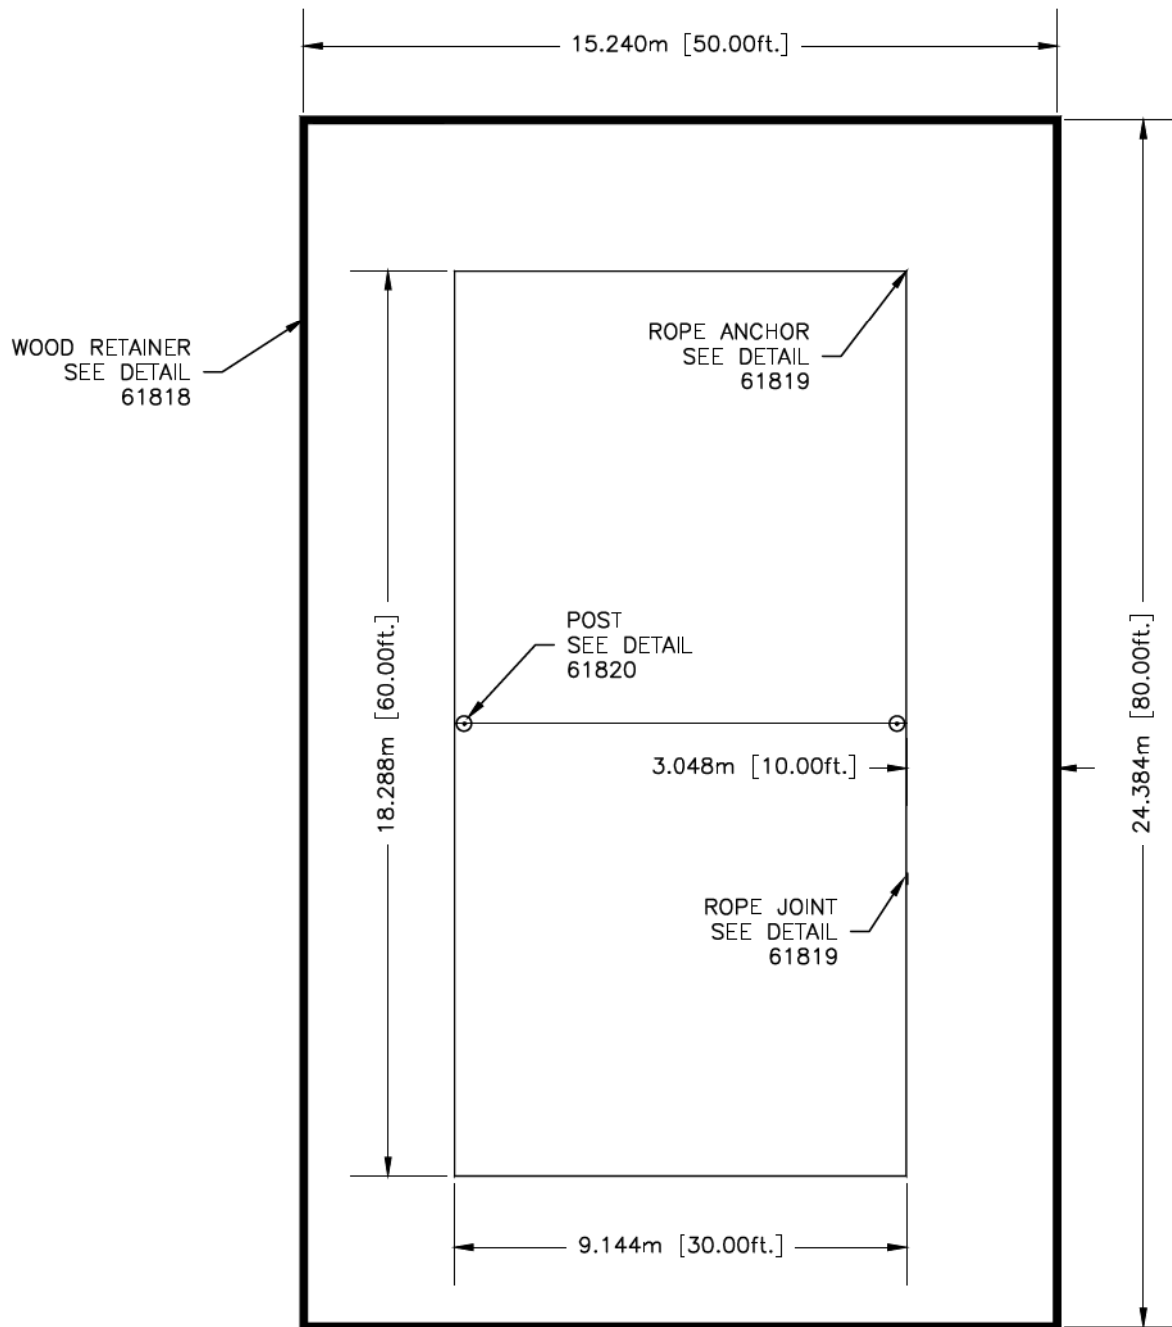 15.240m [50.00ft.]
WOOD RETAINER
SEE DETAIL
61818
ROPE ANCHOR
SEE DETAIL
61819
POST
SEE DETAIL
61820
18.288m [60.00ft.]
3.048m [10.00ft.]
24.384m [80.00ft.]
ROPE JOINT
SEE DETAIL
61819
9.144m [30.00ft.]